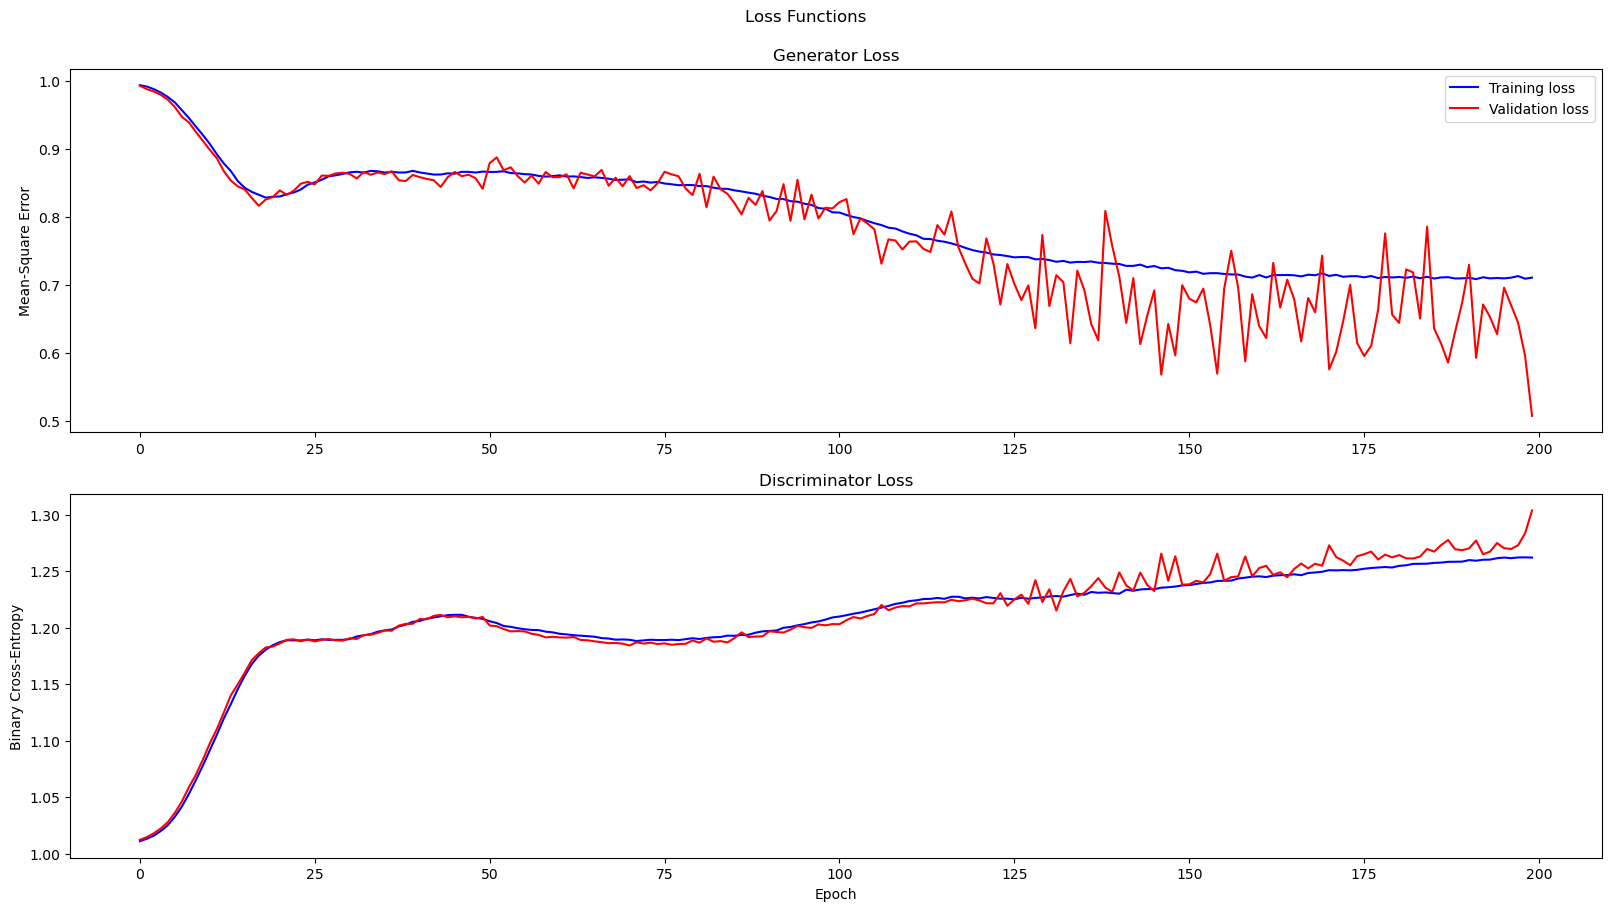 Loss Functions
Generator Loss
Mean-Square Error
1.0
0.9
0.8
0.7
0.6
0.5
Training loss
Validation loss
0 25 50 75 100 125 150 175 200
Discriminator Loss
Binary Cross-Entropy
1.30
1.25
1.20
1.15
1.10
1.05
1.00
0 25 50 75 100 125 150 175 200
Epoch